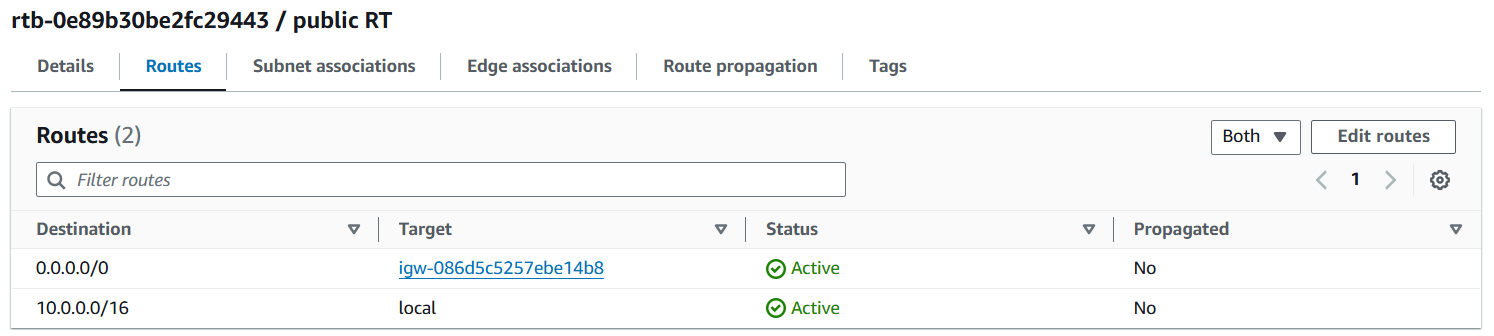 rtb-0e89b30be2fc29443 / public RT
Details Routes Subnet associations Edge associations Route propagation Tags
Routes (2) Both Edit routes
Filter routes 1
Destination Target Status Propagated
0.0.0.0/0 igw-086d5c5257ebe14b8 Active No
10.0.0.0/16 local Active No